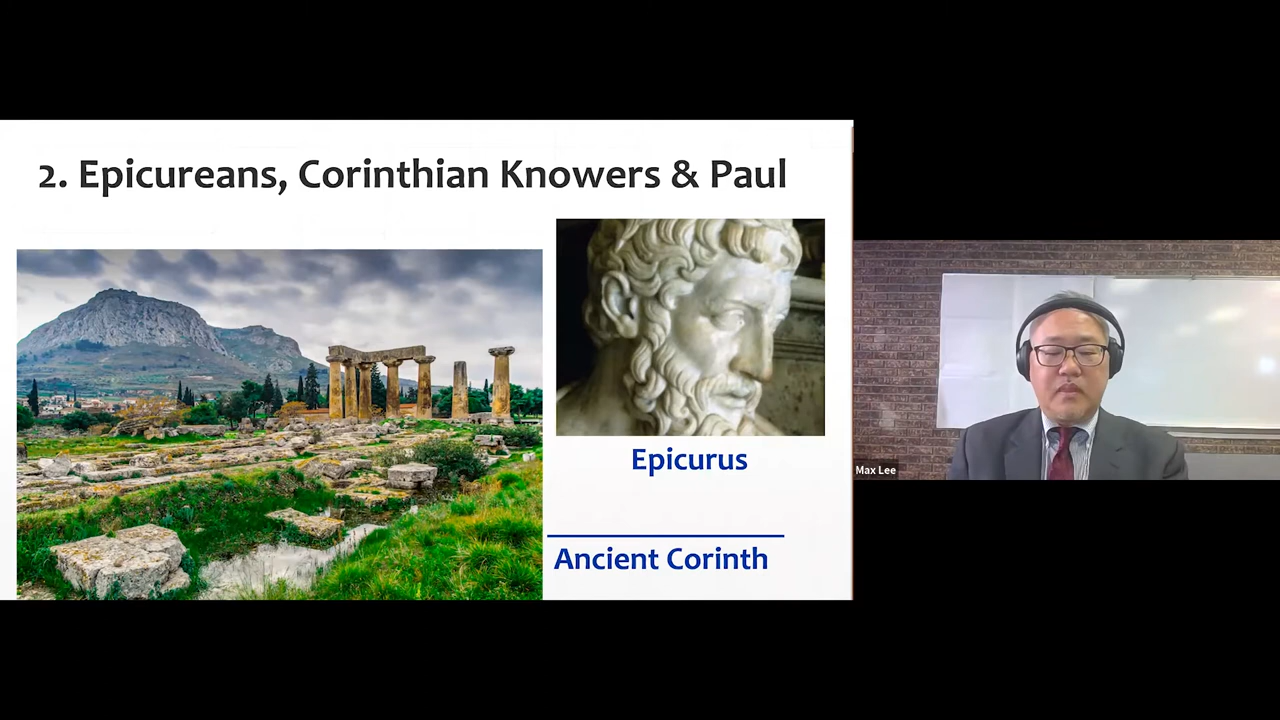 2. Epicureans, Corinthian Knowers & Paul
Epicurus
Ancient Corinth
Max Lee